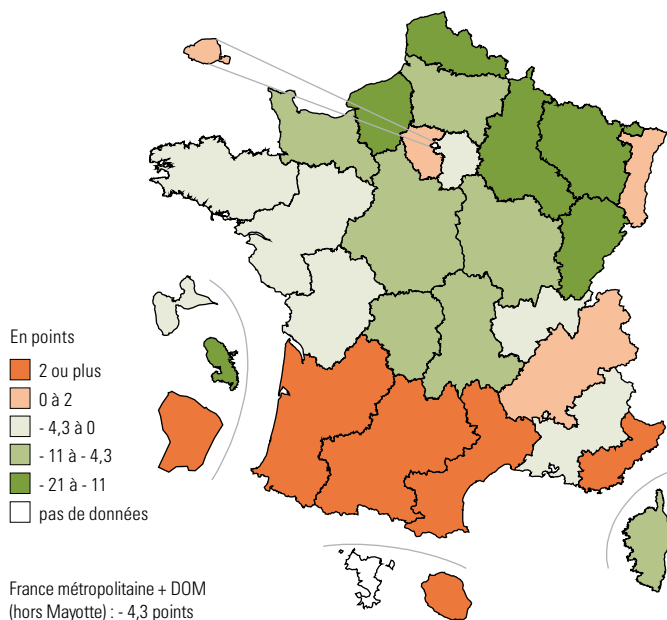 En points
2 ou plus
0 à 2
- 4,3 à 0
- 11 à - 4,3
- 21 à - 11
pas de données
France métropolitaine + DOM
(hors Mayotte) : - 4,3 points